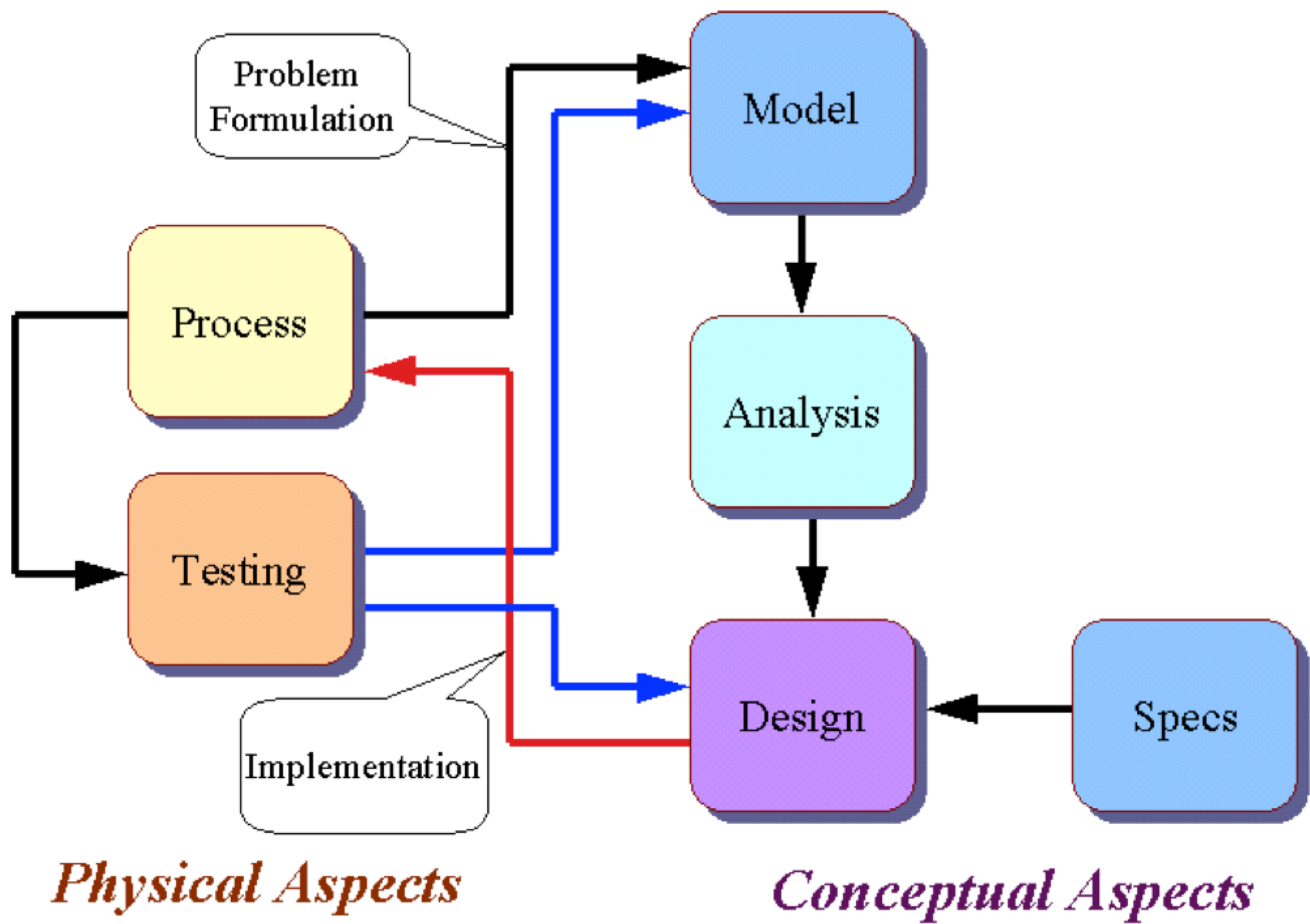 Problem
Formulation
Model
Process
Analysis
Testing
Design
Specs
Implementation
Physical Aspects
Conceptual Aspects